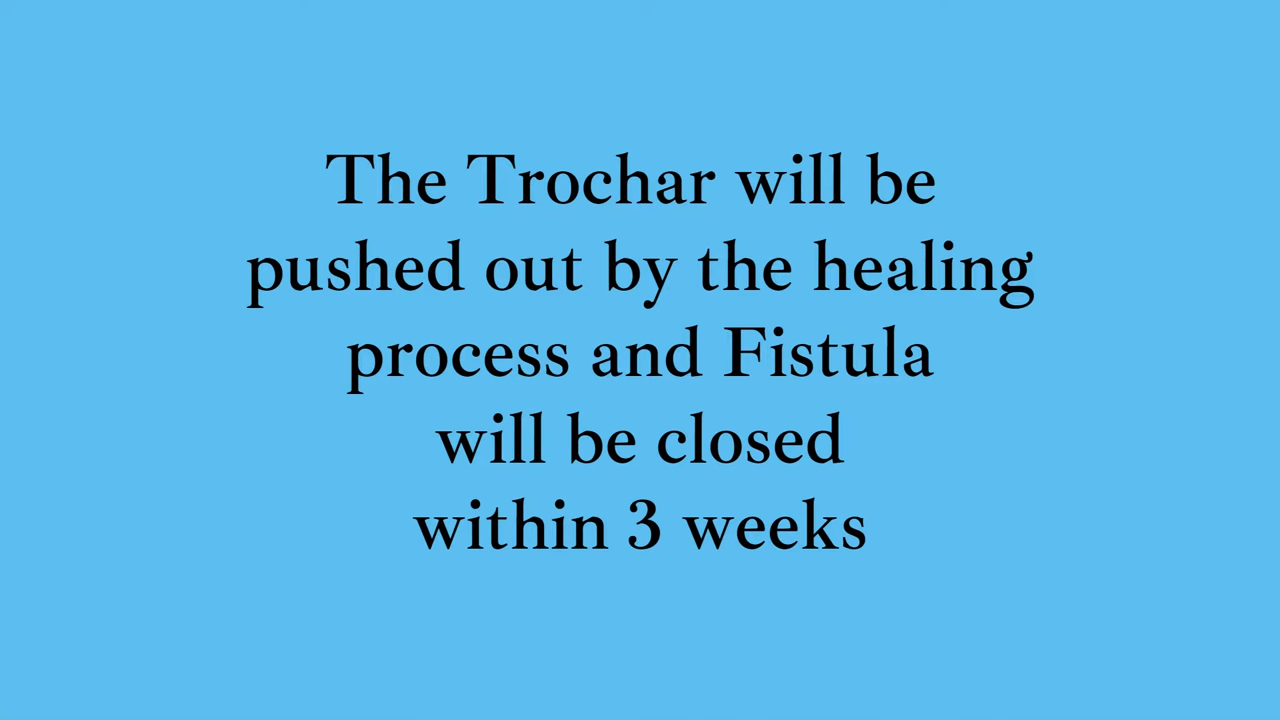 The Trochar will be
pushed out by the healing
process and Fistula
will be closed
within 3 weeks